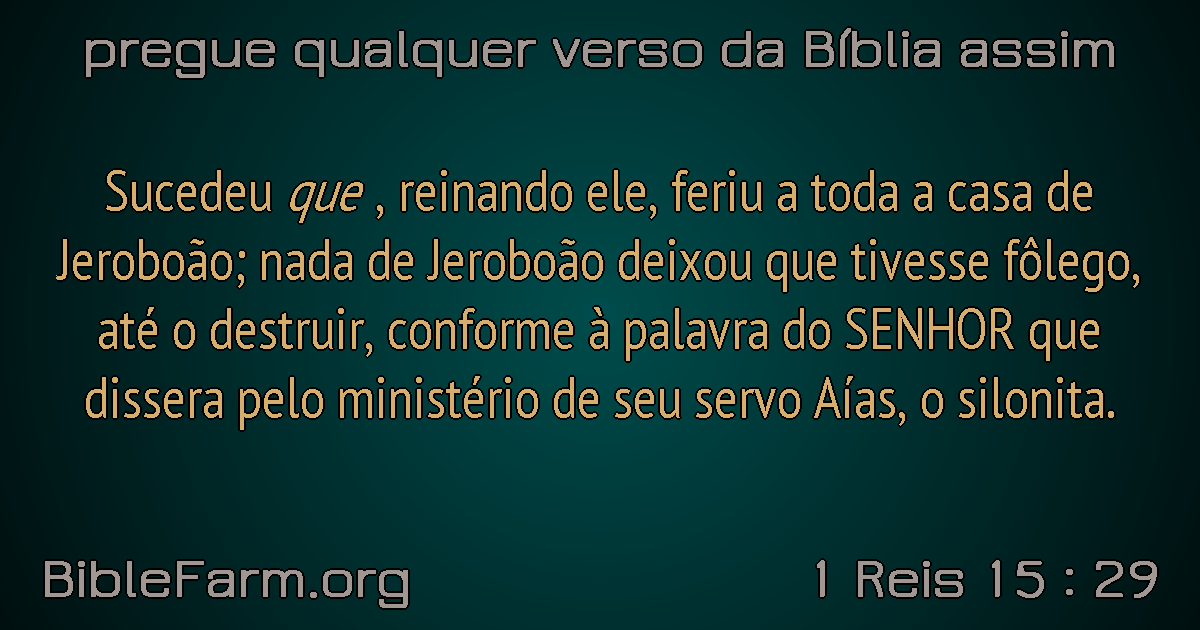 pregue qualquer verso da Bíblia assim
Sucedeu que , reinando ele, feriu a toda a casa de
Jeroboão; nada de Jeroboão deixou que tivesse fôlego,
até o destruir, conforme à palavra do SENHOR que
dissera pelo ministério de seu servo Aías, o silonita.
BibleFarm.org
1 Reis 15 : 29